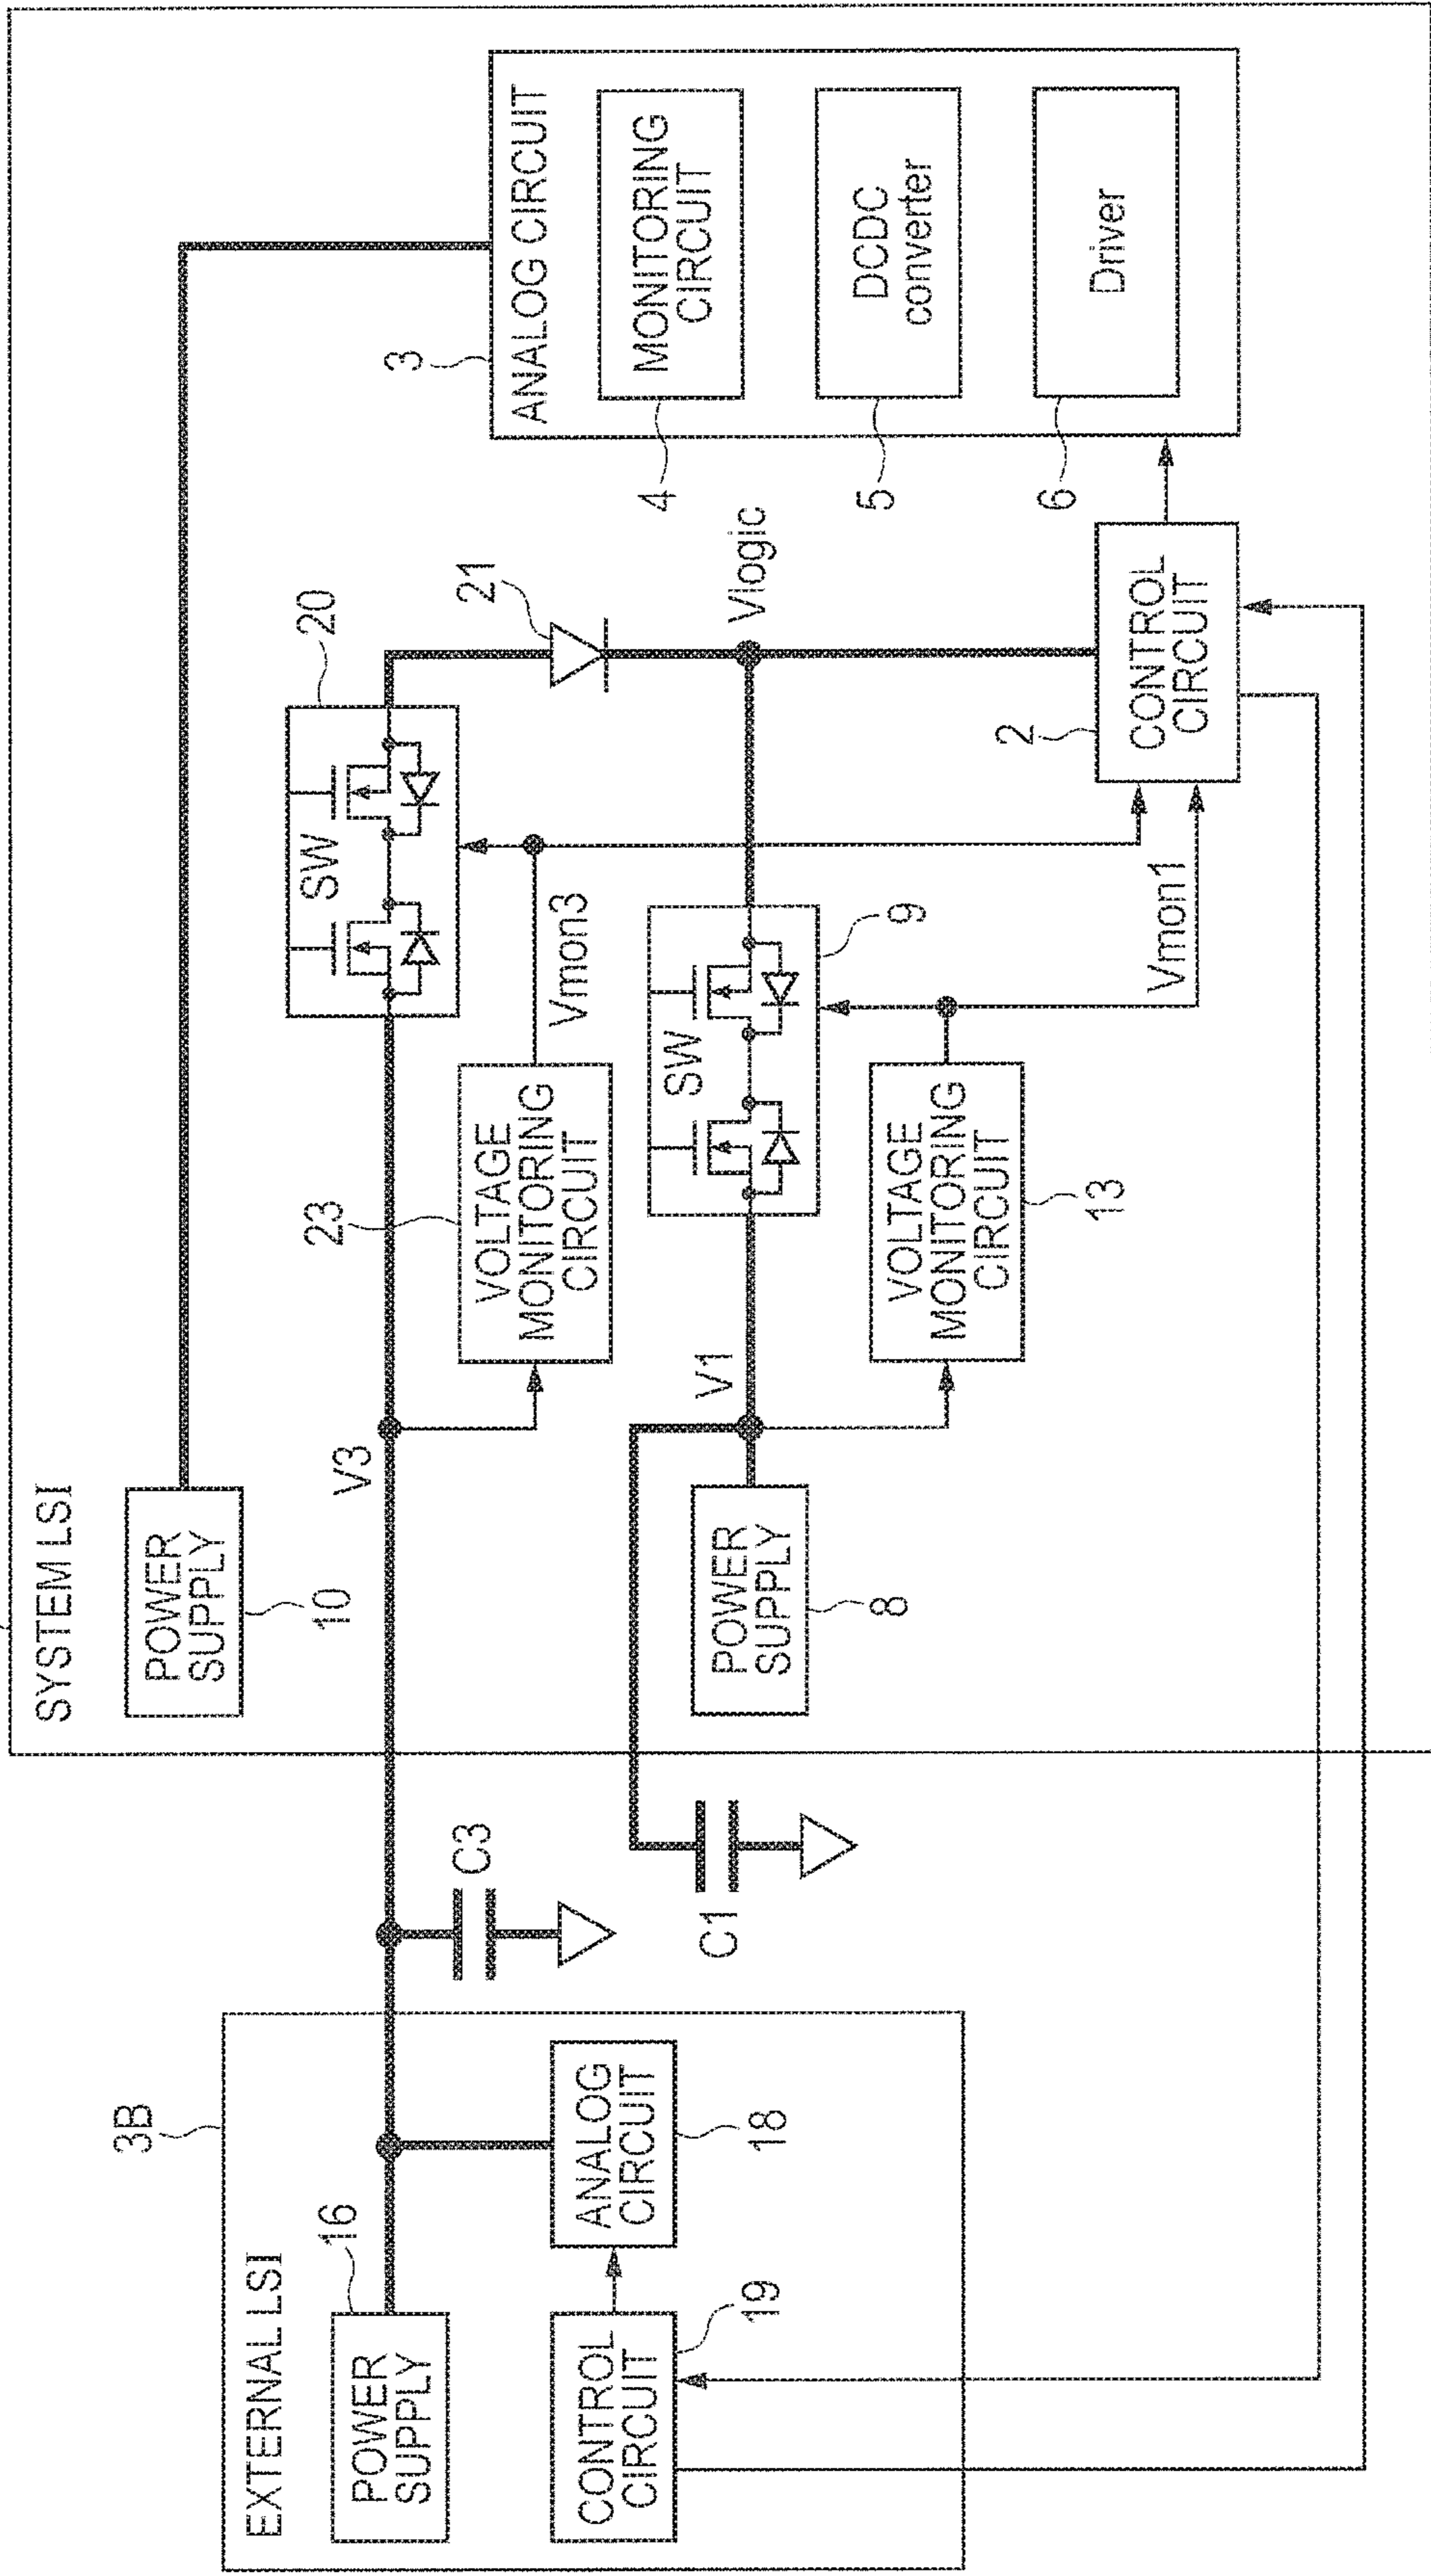 SYSTEM LSI
POWER
SUPPLY
10
3
ANALOG CIRCUIT
MONITORING
CIRCUIT
4
DCDC
converter
5
Driver
6
20
SW
21
V3
23
VOLTAGE
MONITORING
CIRCUIT
Vmon3
Vlogic
V1
SW
9
POWER
SUPPLY
8
VOLTAGE
MONITORING
CIRCUIT
13
Vmon1
2
CONTROL
CIRCUIT
C3
C1
3B
EXTERNAL LSI
16
POWER
SUPPLY
ANALOG
CIRCUIT
18
CONTROL
CIRCUIT
19